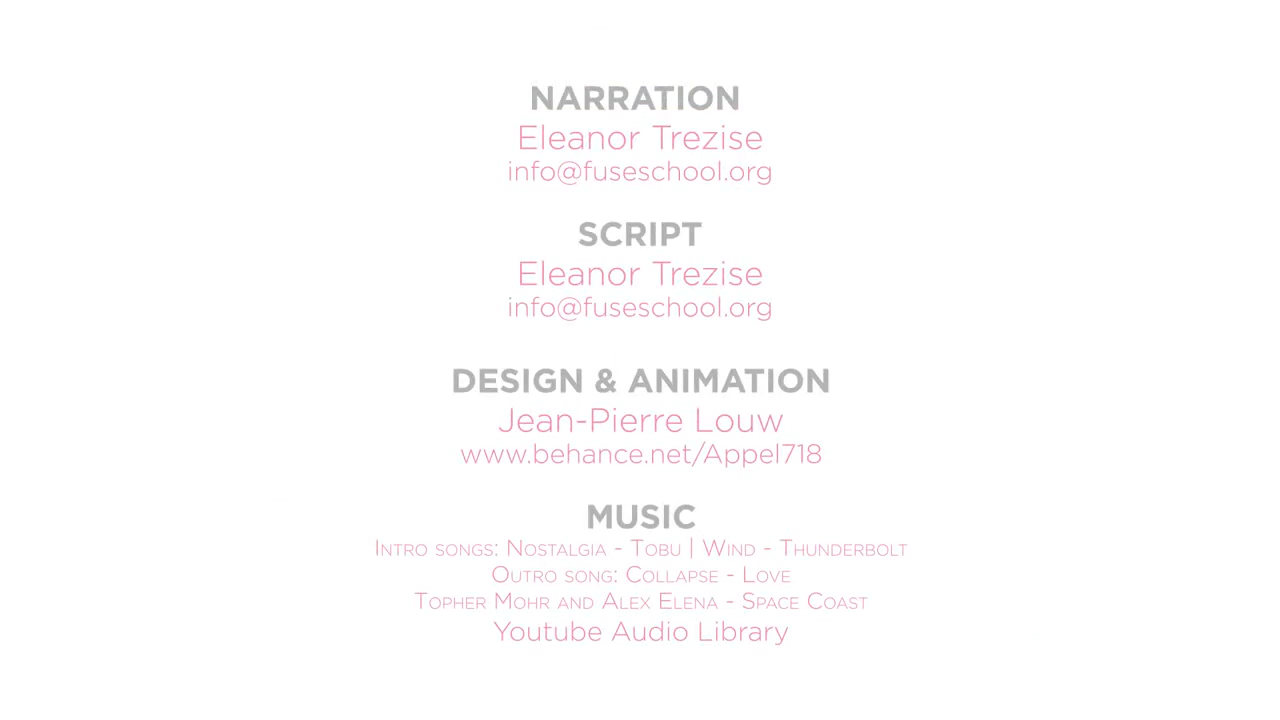 NARRATION
Eleanor Trezise
info@fuseschool.org
SCRIPT
Eleanor Trezise
info@fuseschool.org
DESIGN & ANIMATION
Jean-Pierre Louw
www.behance.net/Appel718
MUSIC
Intro songs: Nostalgia - Tobu | Wind - Thunderbolt
Outro song: Collapse - Love
Topher Mohr and Alex Elena - Space Coast
Youtube Audio Library